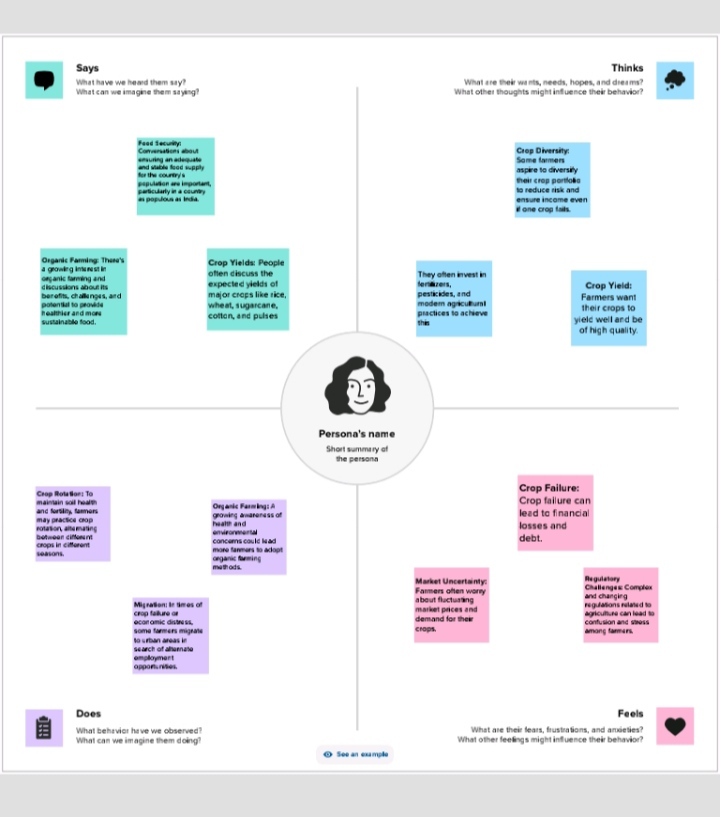 Says
What have we heard them say?
What can we imagine them saying?
Thinks
What are their wants, needs, hopes, and dreams?
What other thoughts might influence their behavior?
Food Security:
Conversations about
ensuring an adequate
and stable food supply
for the country's
population are important,
particularly in a country
as populous as India.
Organic Farming: There's
a growing interest in
organic farming and
discussions about its
benefits, challenges, and
potential to provide
healthier and more
sustainable food.
Crop Yields: People
often discuss the
expected yields of
major crops like rice,
wheat, sugarcane,
cotton, and pulses
Crop Diversity:
Some farmers
aspire to diversify
their crop portfolio
to reduce risk and
ensure income even
if one crop fails.
They often invest in
fertilizers,
pesticides, and
modern agricultural
practices to achieve
this
Crop Yield:
Farmers want
their crops to
yield well and be
of high quality.
Persona's name
Short summary of
the persona
Crop Rotation: To
maintain soil health
and fertility, farmers
may practice crop
rotation, alternating
between different
crops in different
seasons.
Organic Farming: A
growing awareness of
health and
environmental
concerns could lead
more farmers to adopt
organic farming
methods.
Migration: In times of
crop failure or
economic distress,
some farmers migrate
to urban areas in
search of alternate
employment
opportunities.
Crop Failure:
Crop failure can
lead to financial
losses and
debt.
Market Uncertainty:
Farmers often worry
about fluctuating
market prices and
demand for their
crops.
Regulatory
Challenges: Complex
and changing
regulations related to
agriculture can lead to
confusion and stress
among farmers.
Does
What behavior have we observed?
What can we imagine them doing?
Feels
What are their fears, frustrations, and anxieties?
What other feelings might influence their behavior?
See an example